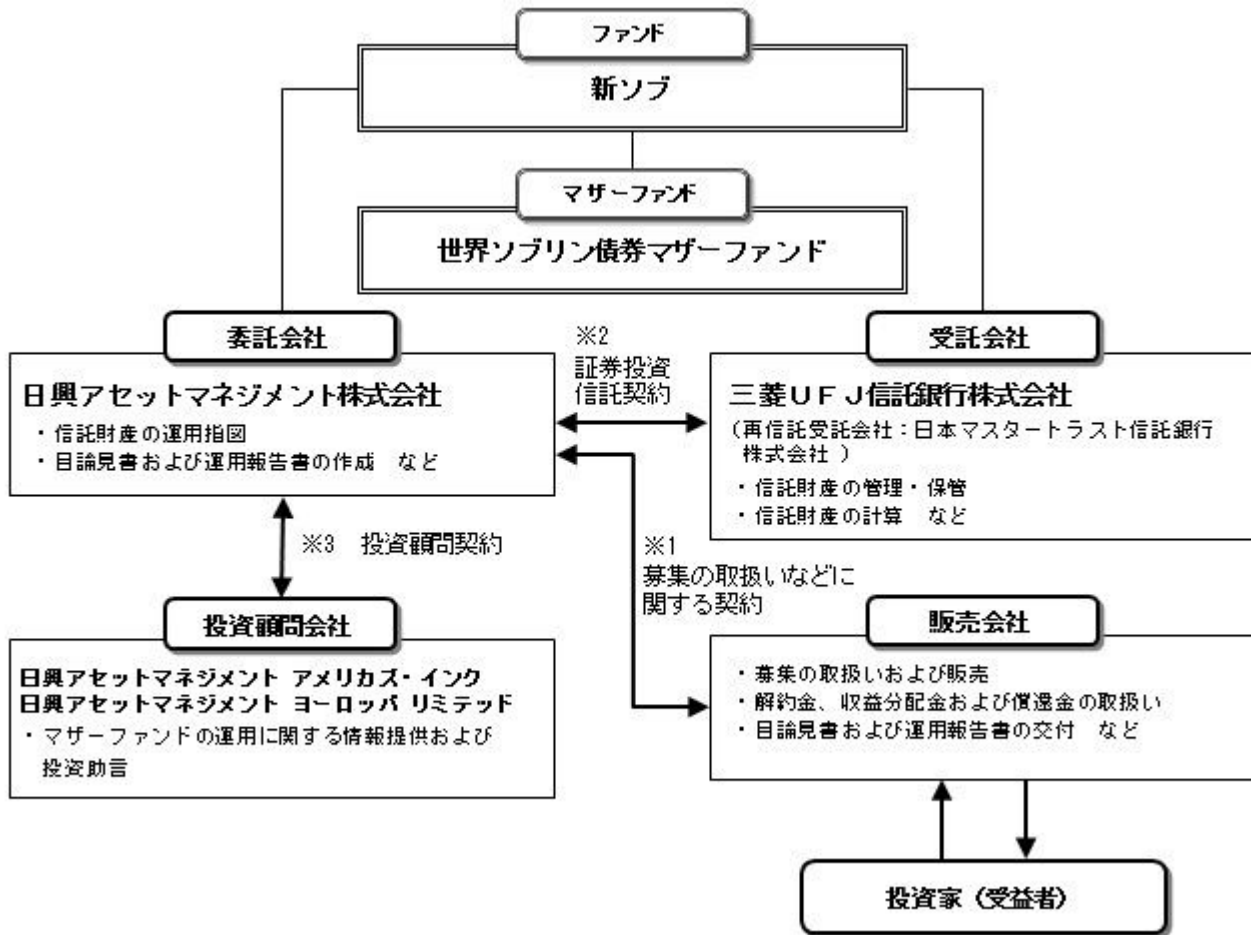 ファンド
新ソブ
マザーファンド
世界ソブリン債券マザーファンド
委託会社
日興アセットマネジメント株式会社
・信託財産の運用指図
・目論見書および運用報告書の作成　など
※2
証券投資
信託契約
受託会社
三菱ＵＦＪ信託銀行株式会社
（再信託受託会社：日本マスタートラスト信託銀行
株式会社 ）
・信託財産の管理・保管
・信託財産の計算　など
※3　投資顧問契約
※1
募集の取扱いなどに
関する契約
投資顧問会社
日興アセットマネジメント アメリカズ・インク
日興アセットマネジメント ヨーロッパ リミテッド
・マザーファンドの運用に関する情報提供および
投資助言
販売会社
・募集の取扱いおよび販売
・解約金、収益分配金および償還金の取扱い
・目論見書および運用報告書の交付　など
投資家（受益者）